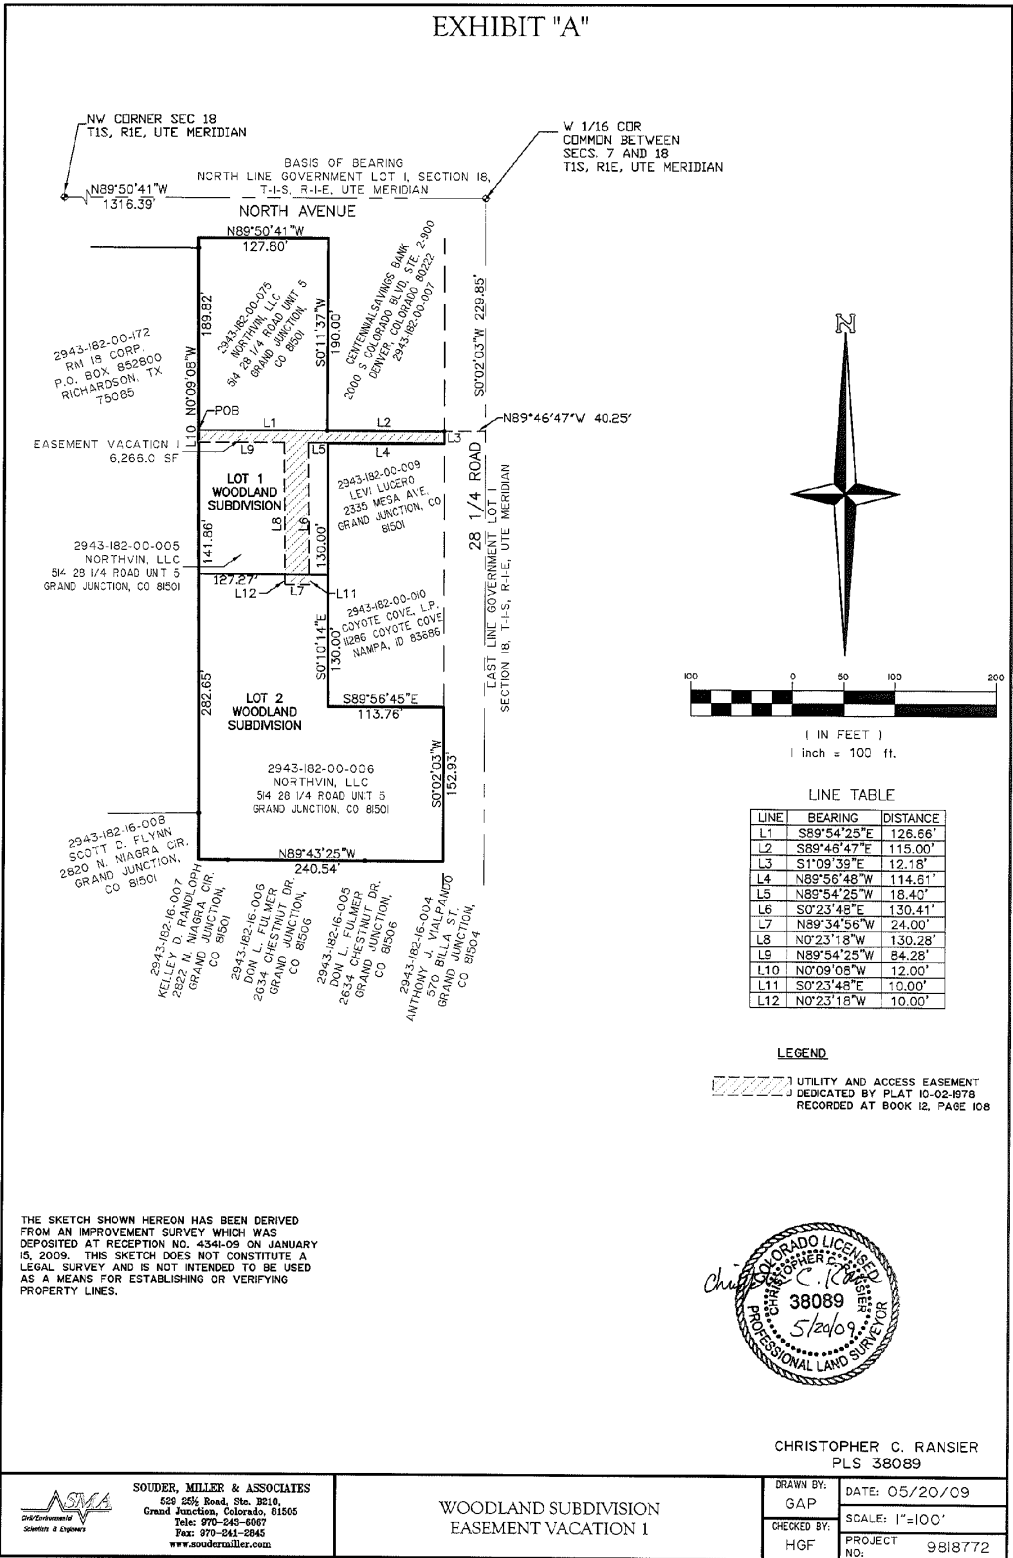 EXHIBIT "A"
NW CORNER SEC 18
T1S, R1E, UTE MERIDIAN
W 1/16 COR
COMMON BETWEEN
SECS. 7 AND 18
T1S, R1E, UTE MERIDIAN
BASIS OF BEARING
NORTH LINE GOVERNMENT LOT 1, SECTION 18,
T-1-S, R-1-E, UTE MERIDIAN
N89°50'41"W
1316.39'
NORTH AVENUE
N89°50'41"W
127.80'
189.82'
N0°09'08"W
L10
2943-182-00-075
NORTHVIN, LLC
514 28 1/4 ROAD UNIT 5
GRAND JUNCTION,
CO 81501
S0°11'37"W
190.00'
CENTENNIAL SAVINGS BANK
2000 S COLORADO BLVD, STE. 2-900
DENVER, COLORADO 80222
2943-182-00-007
S0°02'03"W 229.85'
2943-182-00-172
RM 18 CORP.
P.O. BOX 852800
RICHARDSON, TX
75085
POB
L1
L2
L3
N89°46'47"W 40.25'
EASEMENT VACATION 1
6,266.0 SF
L9
L5
L4
LOT 1
WOODLAND
SUBDIVISION
L8
L6
141.86'
130.00'
2943-182-00-009
LEVI LUCERO
2335 MESA AVE.
GRAND JUNCTION, CO
81501
28 1/4 ROAD
EAST LINE GOVERNMENT LOT 1
SECTION 18, T-1-S, R-1-E, UTE MERIDIAN
2943-182-00-005
NORTHVIN, LLC
514 28 1/4 ROAD UN T 5
GRAND JUNCTION, CO 81501
127.27'
L12
L7
L11
2943-182-00-010
COYOTE COVE, L.P.
11286 COYOTE COVE
NAMPA, ID 83686
S0°10'14"E
130.00'
282.65'
LOT 2
WOODLAND
SUBDIVISION
S89°56'45"E
113.76'
S0°02'03"W
152.93'
2943-182-00-006
NORTHVIN, LLC
514 28 1/4 ROAD UNIT 5
GRAND JUNCTION, CO 81501
N89°43'25"W
240.54'
2943-182-16-008
SCOTT D. FLYNN
2820 N. NIAGRA CIR.
GRAND JUNCTION,
CO 81501
2943-182-16-007
KELLEY D. RANDLOPH
2822 N. NIAGRA CIR.
GRAND JUNCTION,
CO 81501
2943-182-16-006
DON L. FULMER
2634 CHESTNUT DR.
GRAND JUNCTION,
CO 81506
2943-182-16-005
DON L. FULMER
2634 CHESTNUT DR.
GRAND JUNCTION,
CO 81506
2943-182-16-004
ANTHONY J. VIALPANDO
570 BILLA ST.
GRAND JUNCTION,
CO 81504
N
100 0 50 100 200
( IN FEET )
1 inch = 100 ft.
LINE TABLE
LINE BEARING DISTANCE
L1 S89°54'25"E 126.66'
L2 S89°46'47"E 115.00'
L3 S1°09'39"E 12.18'
L4 N89°56'48"W 114.61'
L5 N89°54'25"W 18.40'
L6 S0°23'48"E 130.41'
L7 N89°34'56"W 24.00'
L8 N0°23'18"W 130.28'
L9 N89°54'25"W 84.28'
L10 N0°09'08"W 12.00'
L11 S0°23'48"E 10.00'
L12 N0°23'18"W 10.00'
LEGEND
UTILITY AND ACCESS EASEMENT
DEDICATED BY PLAT 10-02-1978
RECORDED AT BOOK 12, PAGE 108
THE SKETCH SHOWN HEREON HAS BEEN DERIVED
FROM AN IMPROVEMENT SURVEY WHICH WAS
DEPOSITED AT RECEPTION NO. 4341-09 ON JANUARY
15, 2009. THIS SKETCH DOES NOT CONSTITUTE A
LEGAL SURVEY AND IS NOT INTENDED TO BE USED
AS A MEANS FOR ESTABLISHING OR VERIFYING
PROPERTY LINES.
COLORADO LICENSED
CHRISTOPHER C. RANSIER
38089
5/20/09
PROFESSIONAL LAND SURVEYOR
CHRISTOPHER C. RANSIER
PLS 38089
SMA
Civil/Environmental
Scientists & Engineers
SOUDER, MILLER & ASSOCIATES
529 25½ Road, Ste. B210,
Grand Junction, Colorado, 81505
Tele: 970-243-6067
Fax: 970-241-2845
www.soudermiller.com
WOODLAND SUBDIVISION
EASEMENT VACATION 1
DRAWN BY:
GAP
CHECKED BY:
HGF
DATE: 05/20/09
SCALE: 1"=100'
PROJECT
NO: 9818772